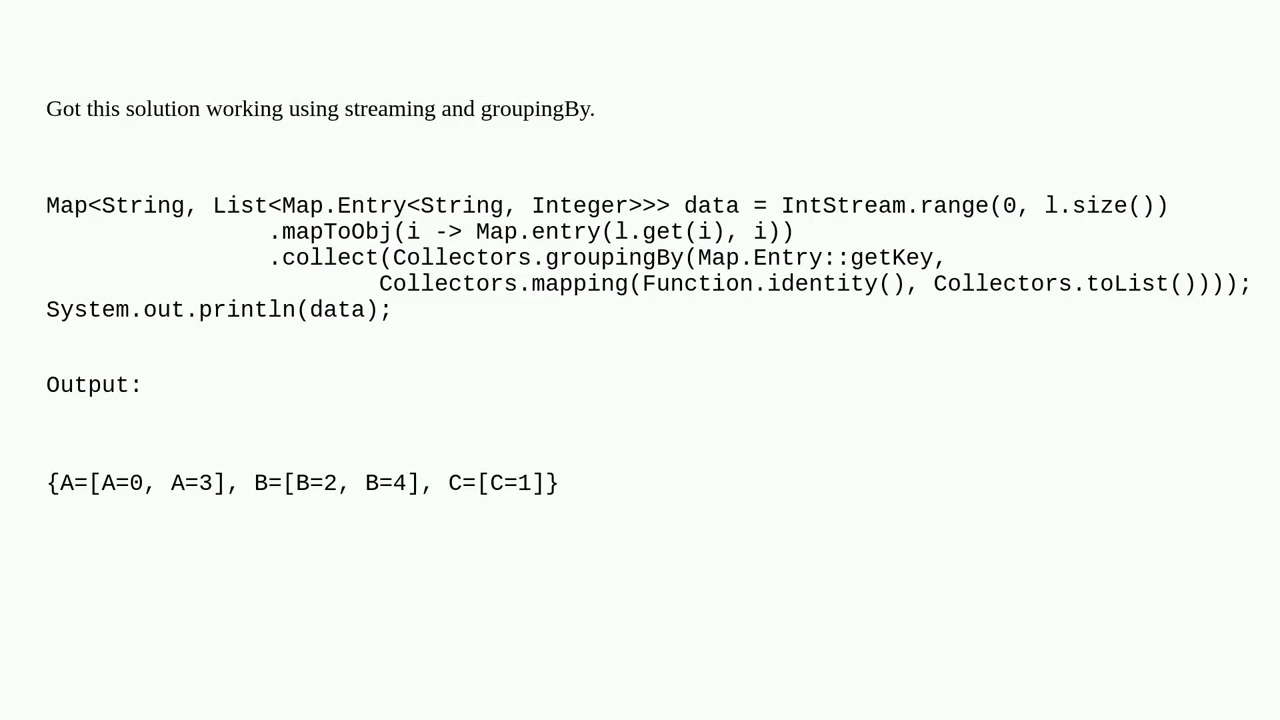 Got this solution working using streaming and groupingBy.
Map<String, List<Map.Entry<String, Integer>>> data = IntStream.range(0, l.size())
.mapToObj(i -> Map.entry(l.get(i), i))
.collect(Collectors.groupingBy(Map.Entry::getKey,
Collectors.mapping(Function.identity(), Collectors.toList())));
System.out.println(data);
Output:
{A=[A=0, A=3], B=[B=2, B=4], C=[C=1]}